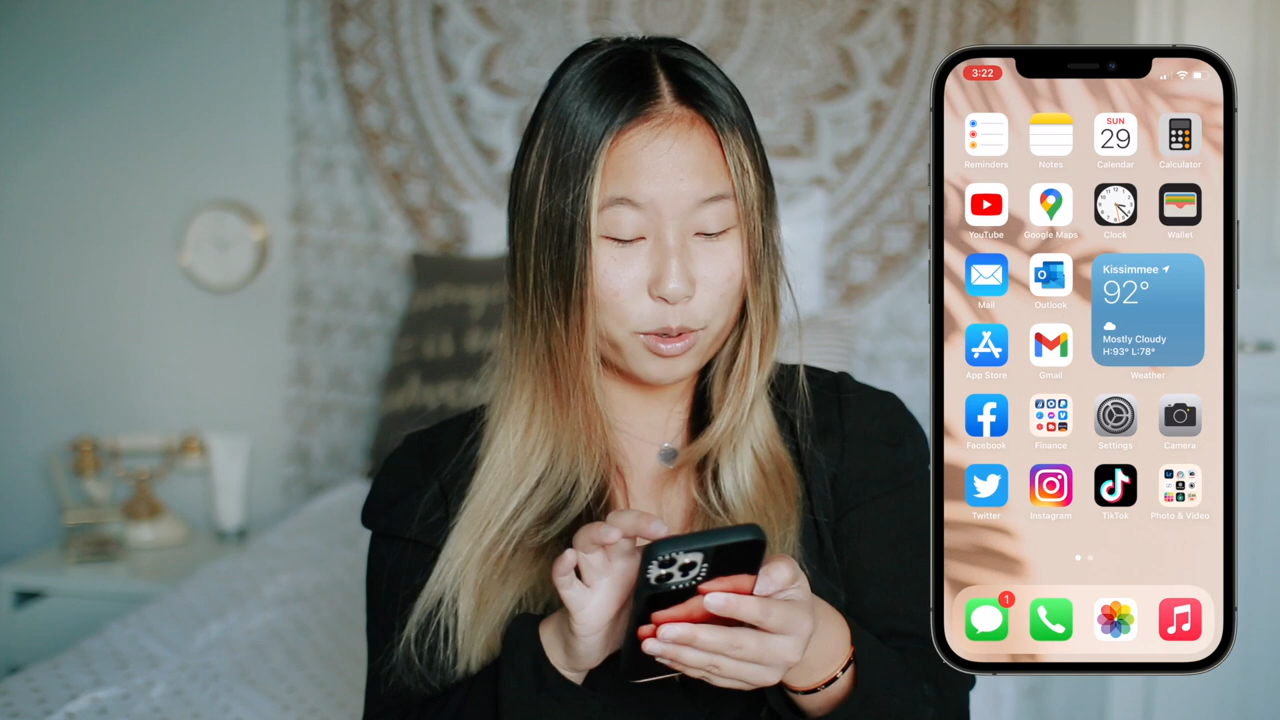 3:22
Reminders
Notes
SUN
29
Calendar
Calculator
YouTube
Google Maps
Clock
Wallet
Mail
Outlook
Kissimmee
92°
Mostly Cloudy
H:93° L:78°
App Store
Gmail
Weather
Facebook
Finance
Settings
Camera
Twitter
Instagram
TikTok
Photo & Video
1